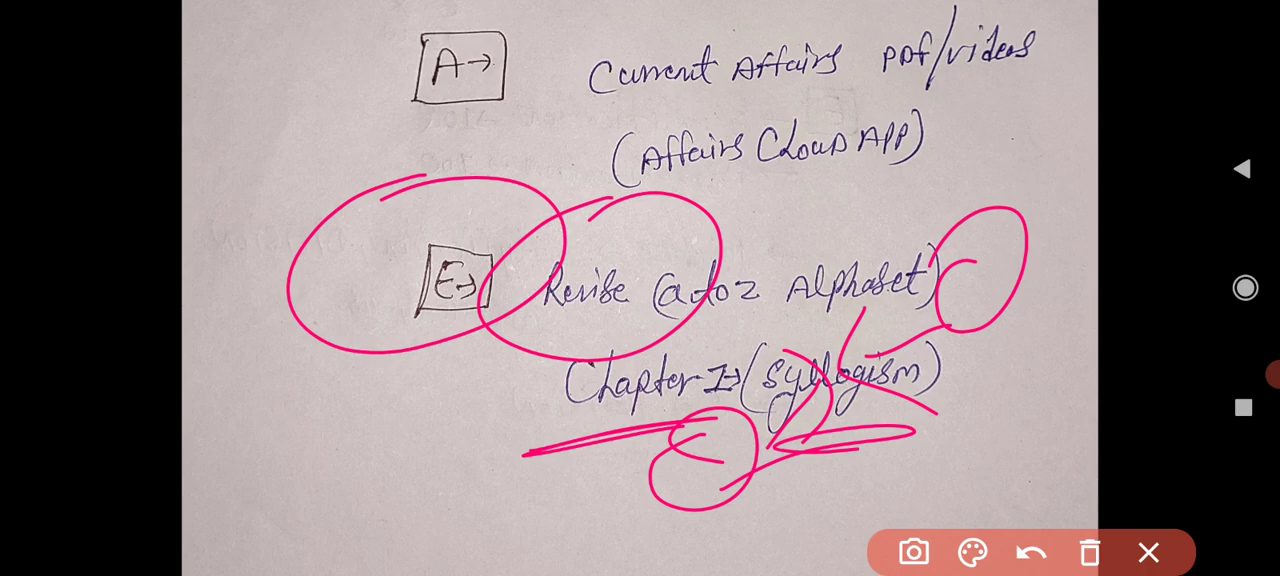 A→ Current Affairs PDF/videos
(Affairs Cloud APP)
E→ Revise (a to z Alphabet)
Chapter I→ (Syllogism)